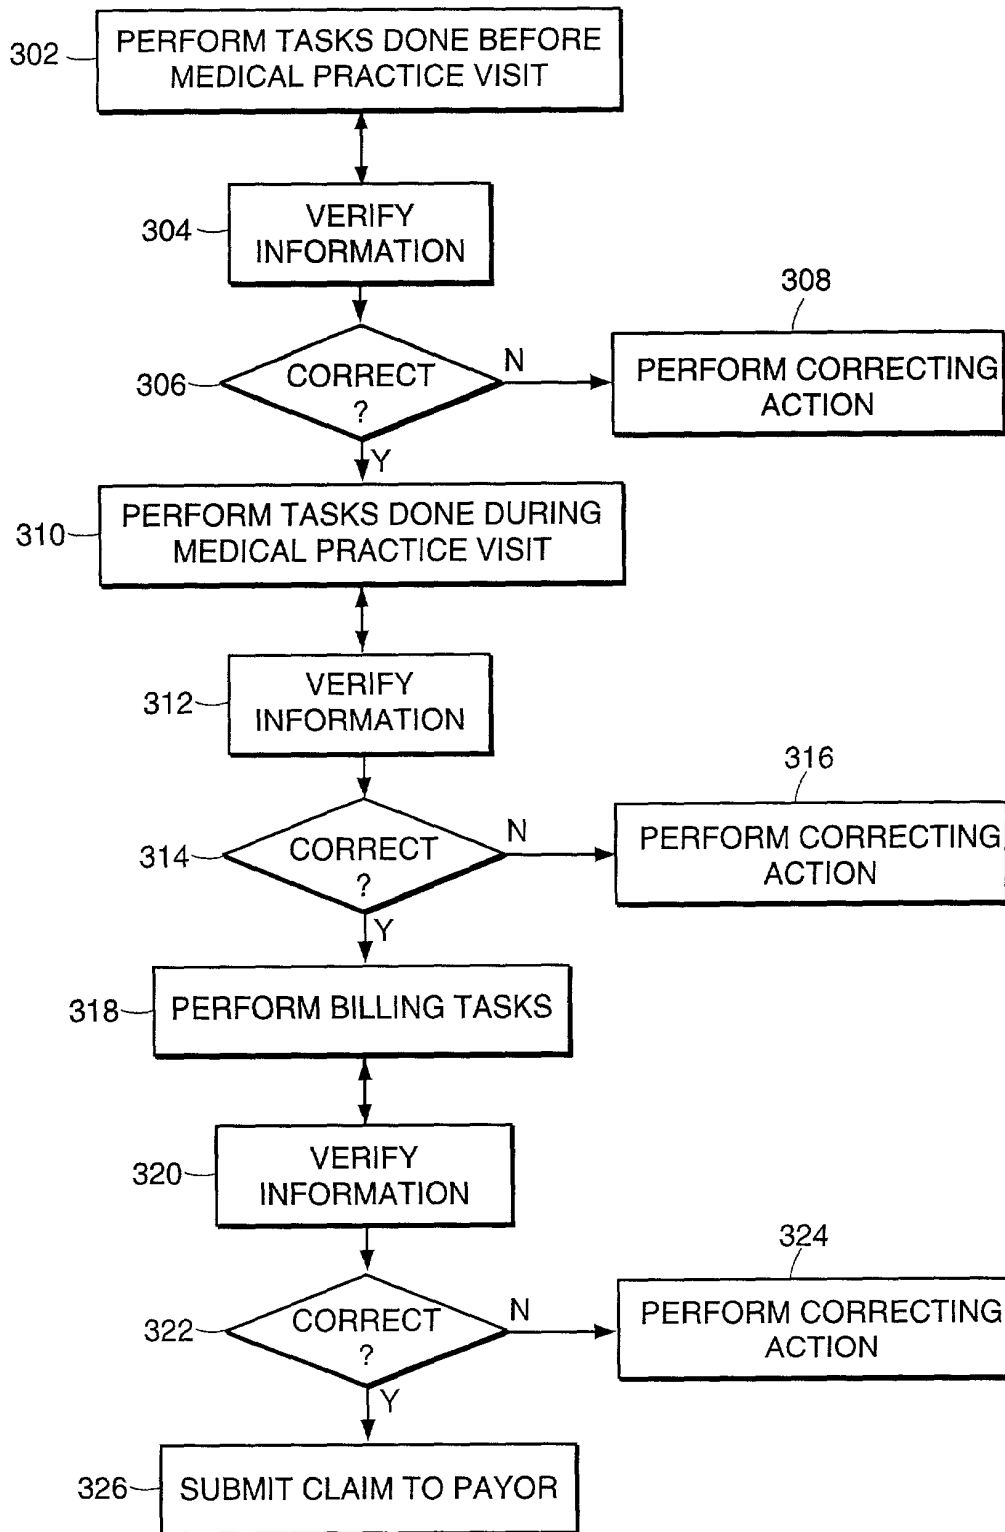 302
PERFORM TASKS DONE BEFORE
MEDICAL PRACTICE VISIT
304
VERIFY
INFORMATION
308
306
CORRECT
?
N
PERFORM CORRECTING
ACTION
Y
310
PERFORM TASKS DONE DURING
MEDICAL PRACTICE VISIT
312
VERIFY
INFORMATION
316
314
CORRECT
?
N
PERFORM CORRECTING
ACTION
Y
318
PERFORM BILLING TASKS
320
VERIFY
INFORMATION
324
322
CORRECT
?
N
PERFORM CORRECTING
ACTION
Y
326
SUBMIT CLAIM TO PAYOR